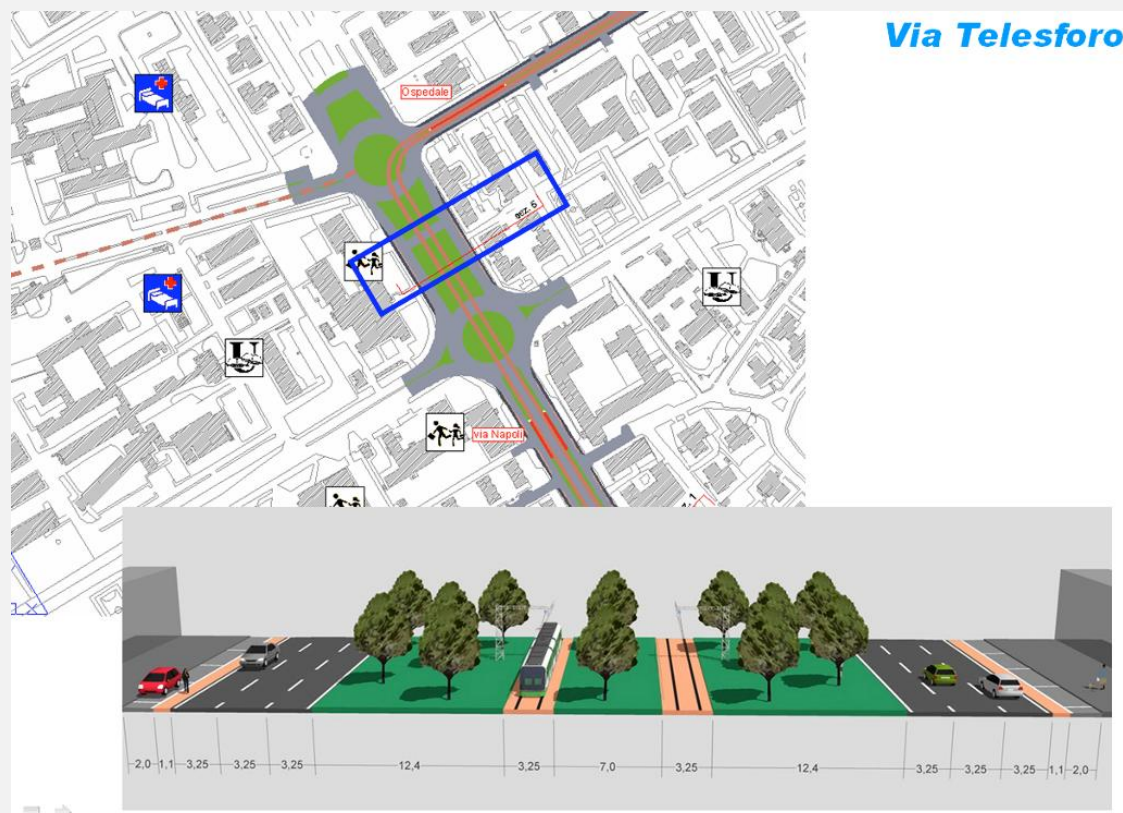 Via Telesforo
Ospedale
sez. 5
U
U
via Napoli
2,0 1,1 3,25 3,25 3,25 12,4 3,25 7,0 3,25 12,4 3,25 3,25 3,25 1,1 2,0